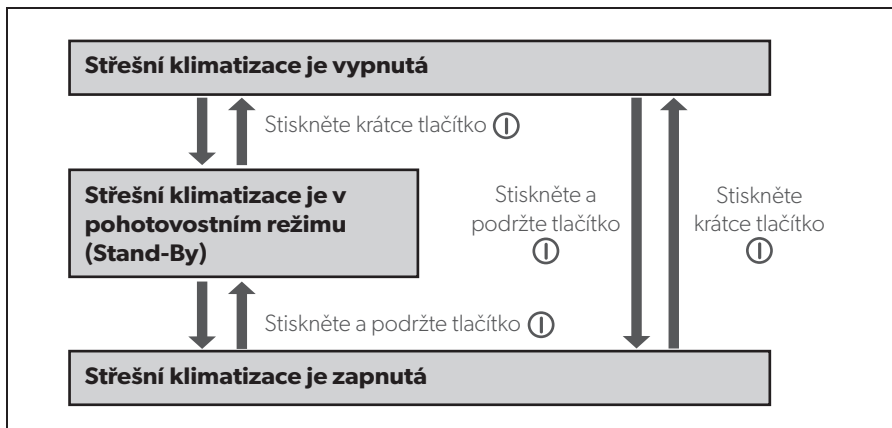 Střešní klimatizace je vypnutá
Stiskněte krátce tlačítko
Střešní klimatizace je v
pohotovostním režimu
(Stand-By)
Stiskněte a
podržte tlačítko
Stiskněte
krátce tlačítko
Stiskněte a podržte tlačítko
Střešní klimatizace je zapnutá